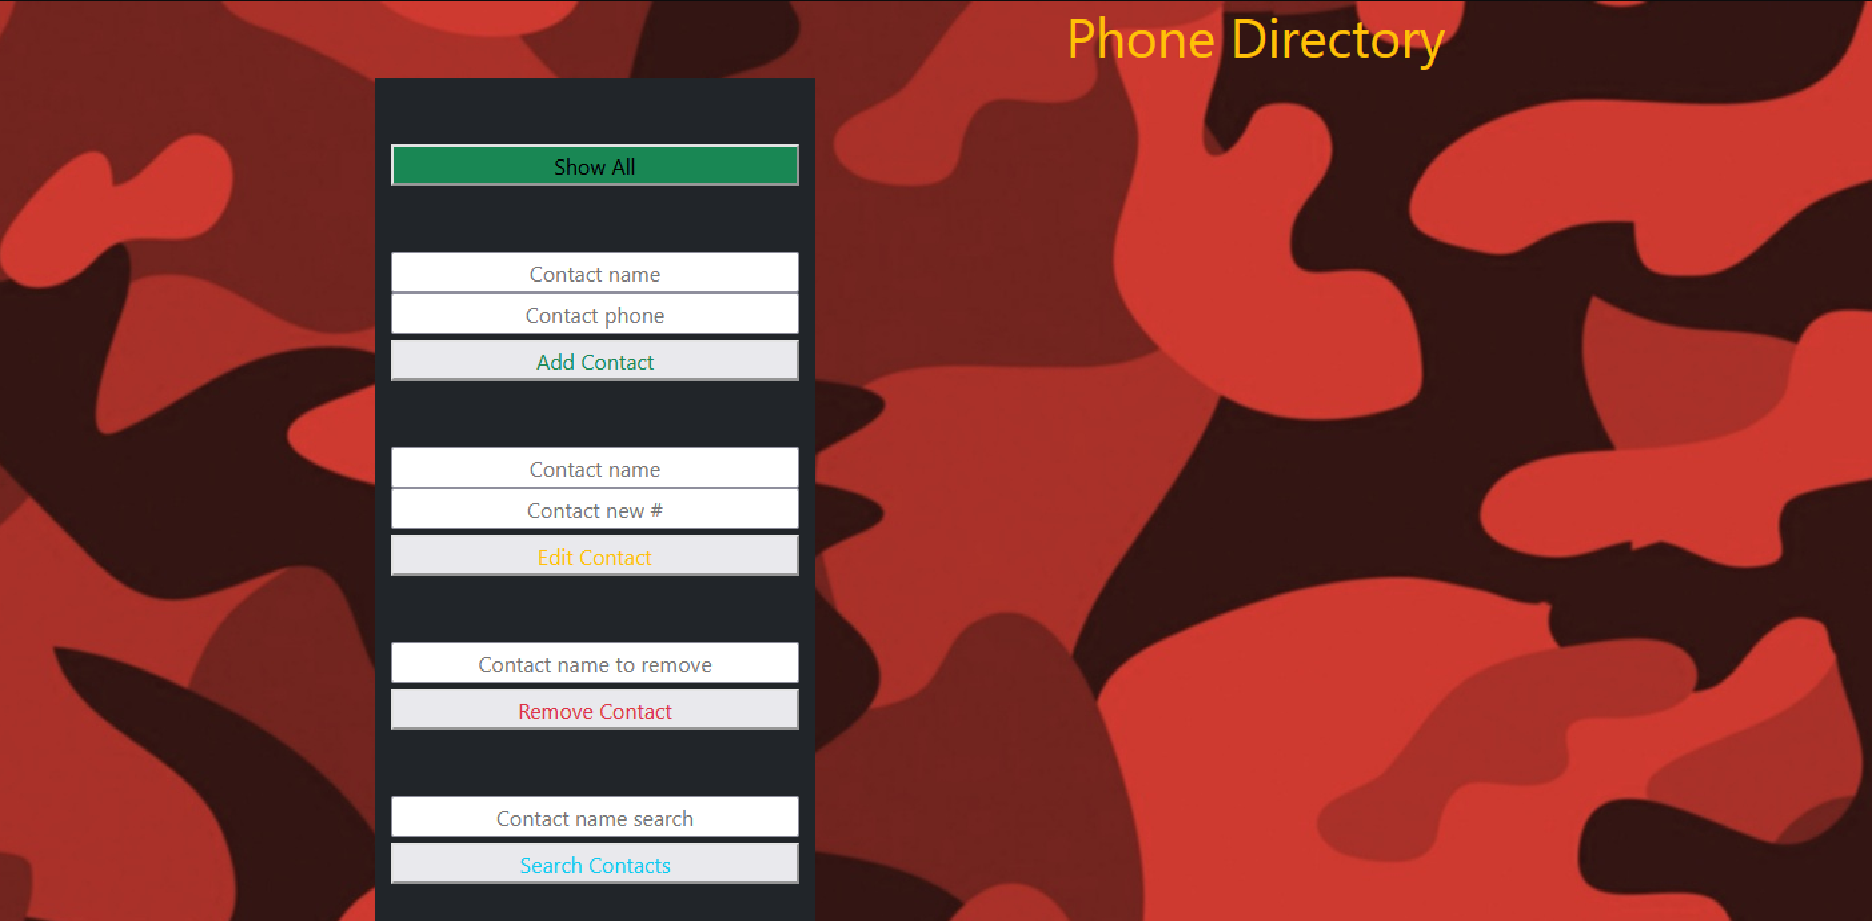 Phone Directory
Show All
Contact name
Contact phone
Add Contact
Contact name
Contact new #
Edit Contact
Contact name to remove
Remove Contact
Contact name search
Search Contacts